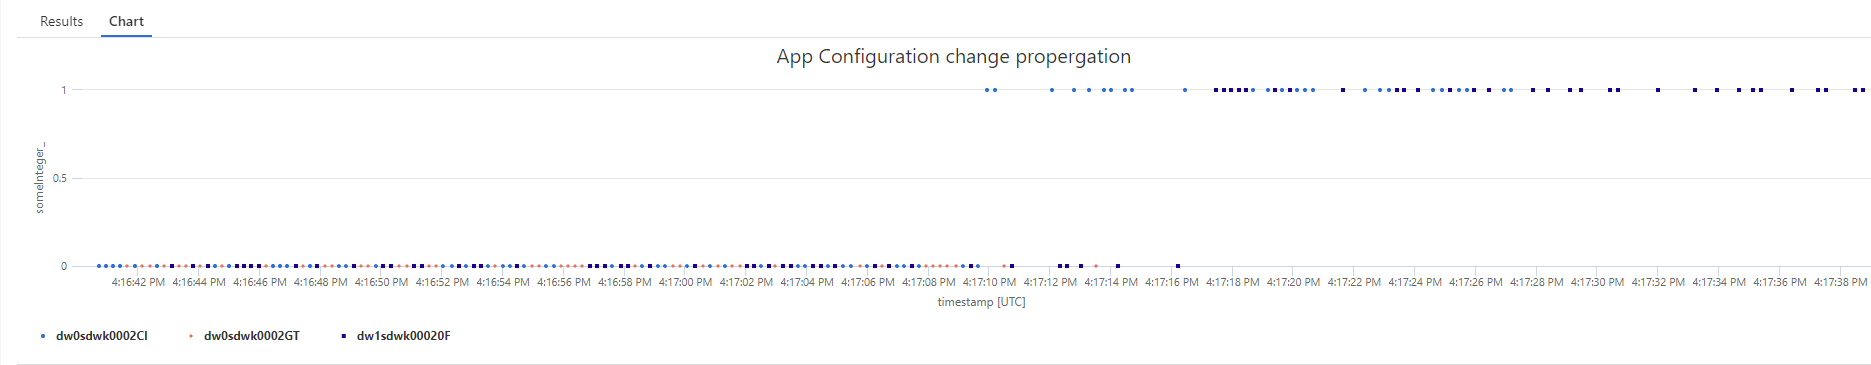 Results Chart
App Configuration change propergation
1
someInteger_
0.5
0
4:16:42 PM 4:16:44 PM 4:16:46 PM 4:16:48 PM 4:16:50 PM 4:16:52 PM 4:16:54 PM 4:16:56 PM 4:16:58 PM 4:17:00 PM 4:17:02 PM 4:17:04 PM 4:17:06 PM 4:17:08 PM 4:17:10 PM 4:17:12 PM 4:17:14 PM 4:17:16 PM 4:17:18 PM 4:17:20 PM 4:17:22 PM 4:17:24 PM 4:17:26 PM 4:17:28 PM 4:17:30 PM 4:17:32 PM 4:17:34 PM 4:17:36 PM 4:17:38 PM
timestamp [UTC]
dw0sdwk0002CI dw0sdwk0002GT dw1sdwk00020F